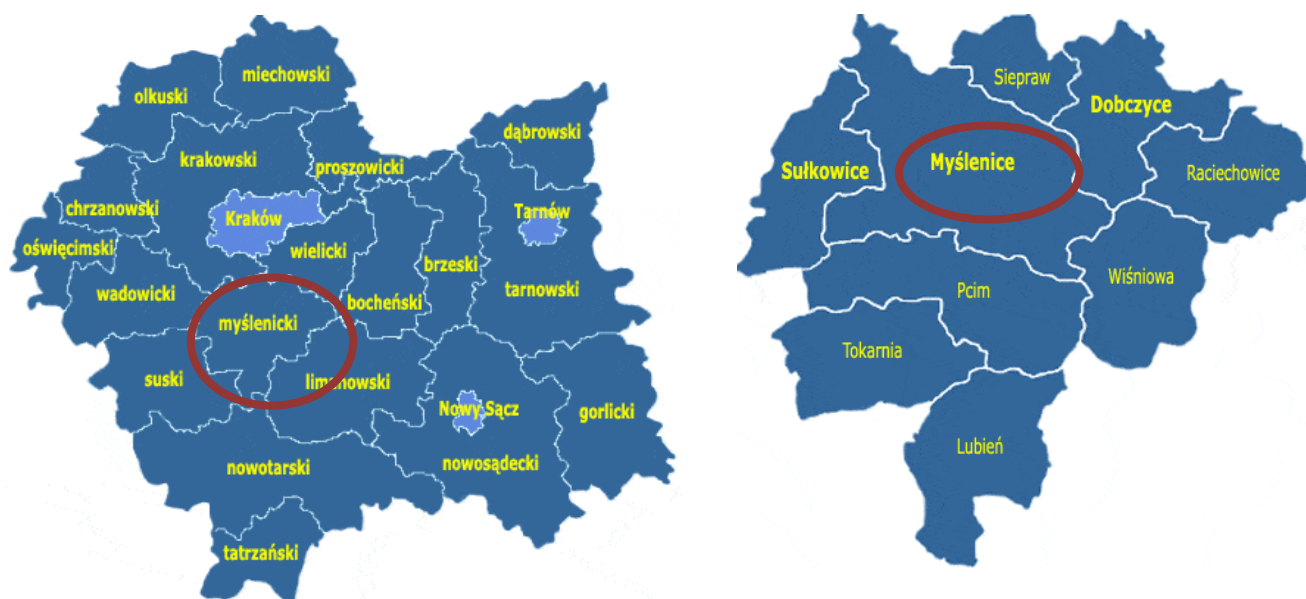 miechowski
olkuski
dąbrowski
krakowski
proszowicki
chrzanowski
Kraków
Tarnów
oświęcimski
wielicki
brzeski
wadowicki
bocheński
tarnowski
myślenicki
suski
limanowski
Nowy Sącz
gorlicki
nowotarski
nowosądecki
tatrzański
Siepraw
Dobczyce
Sułkowice
Myślenice
Raciechowice
Wiśniowa
Pcim
Tokarnia
Lubień